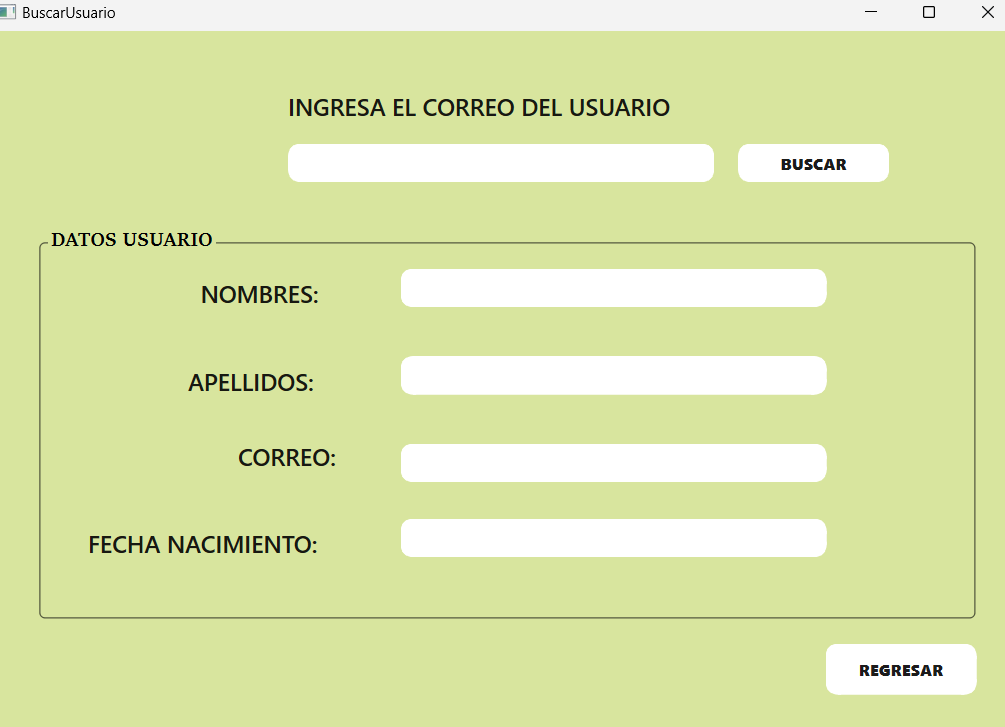 BuscarUsuario
INGRESA EL CORREO DEL USUARIO
BUSCAR
DATOS USUARIO
NOMBRES:
APELLIDOS:
CORREO:
FECHA NACIMIENTO:
REGRESAR